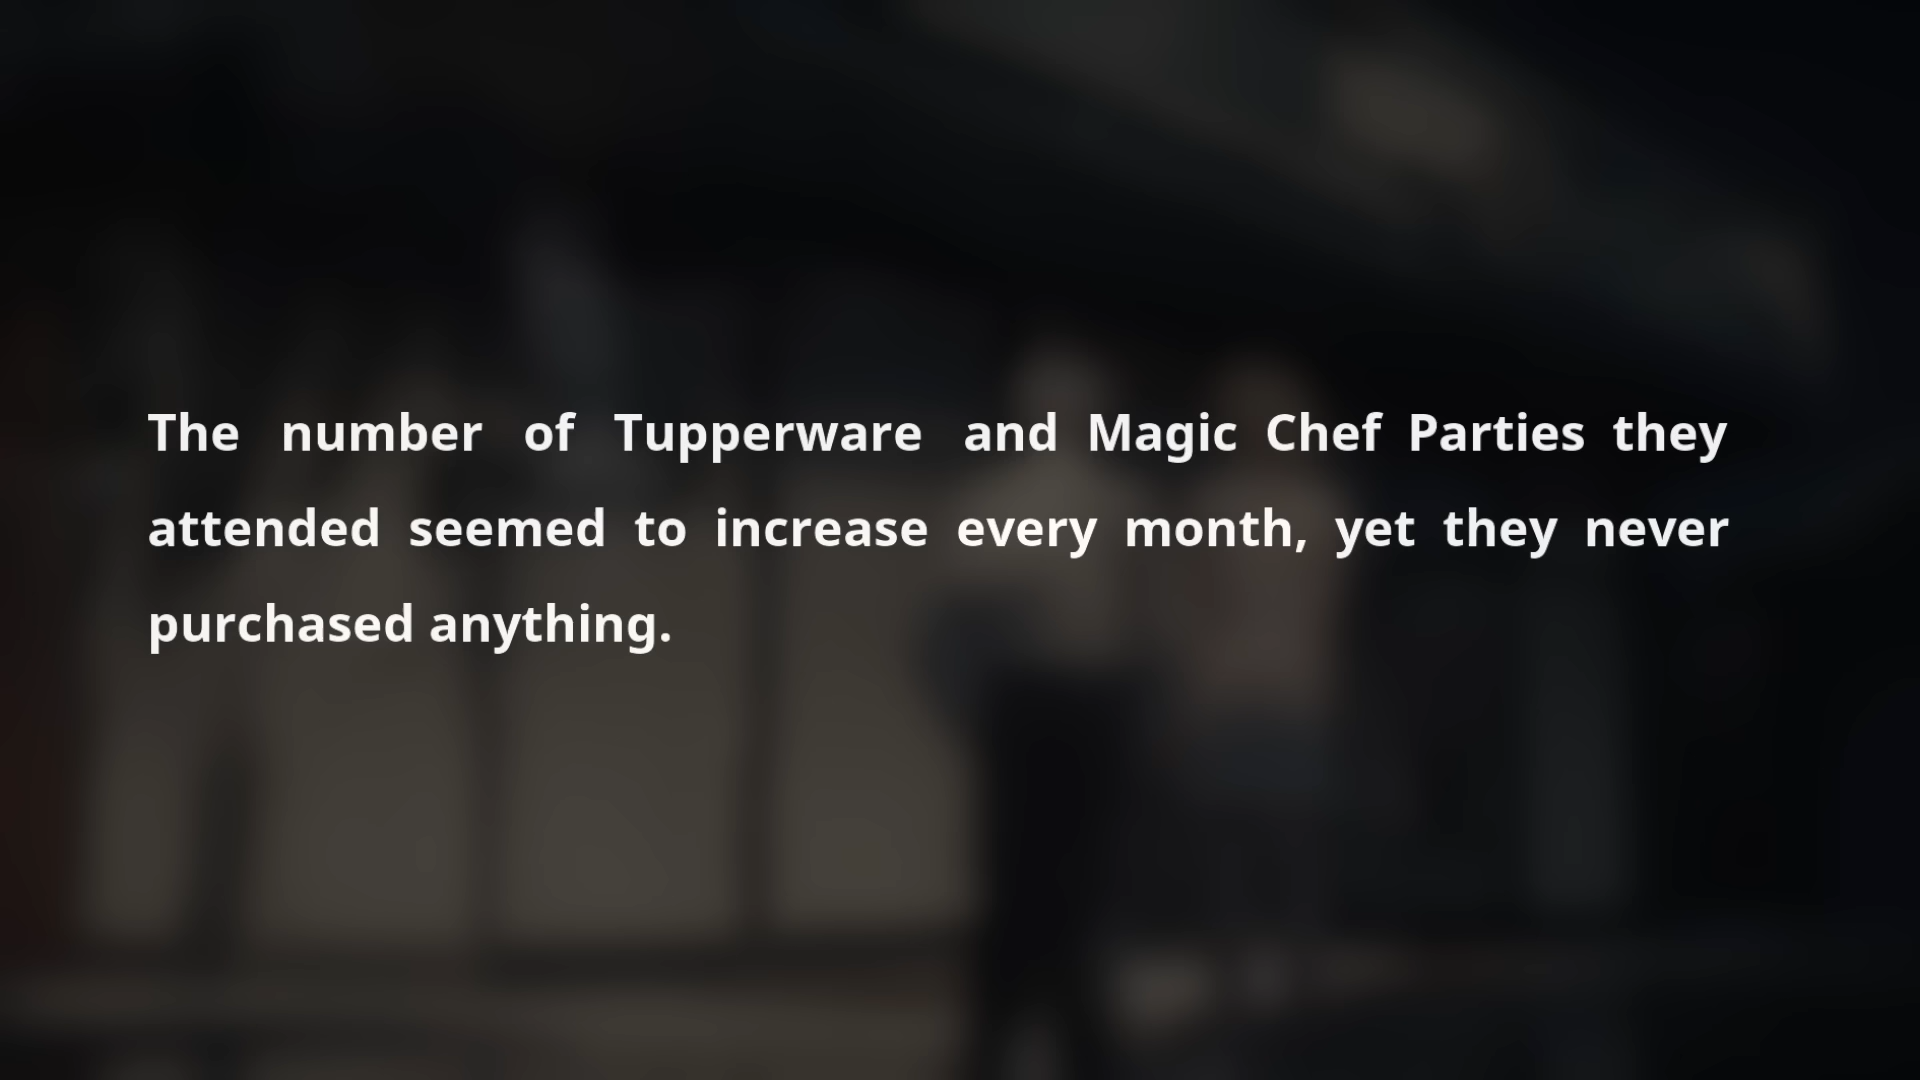 The number of Tupperware and Magic Chef Parties they
attended seemed to increase every month, yet they never
purchased anything.